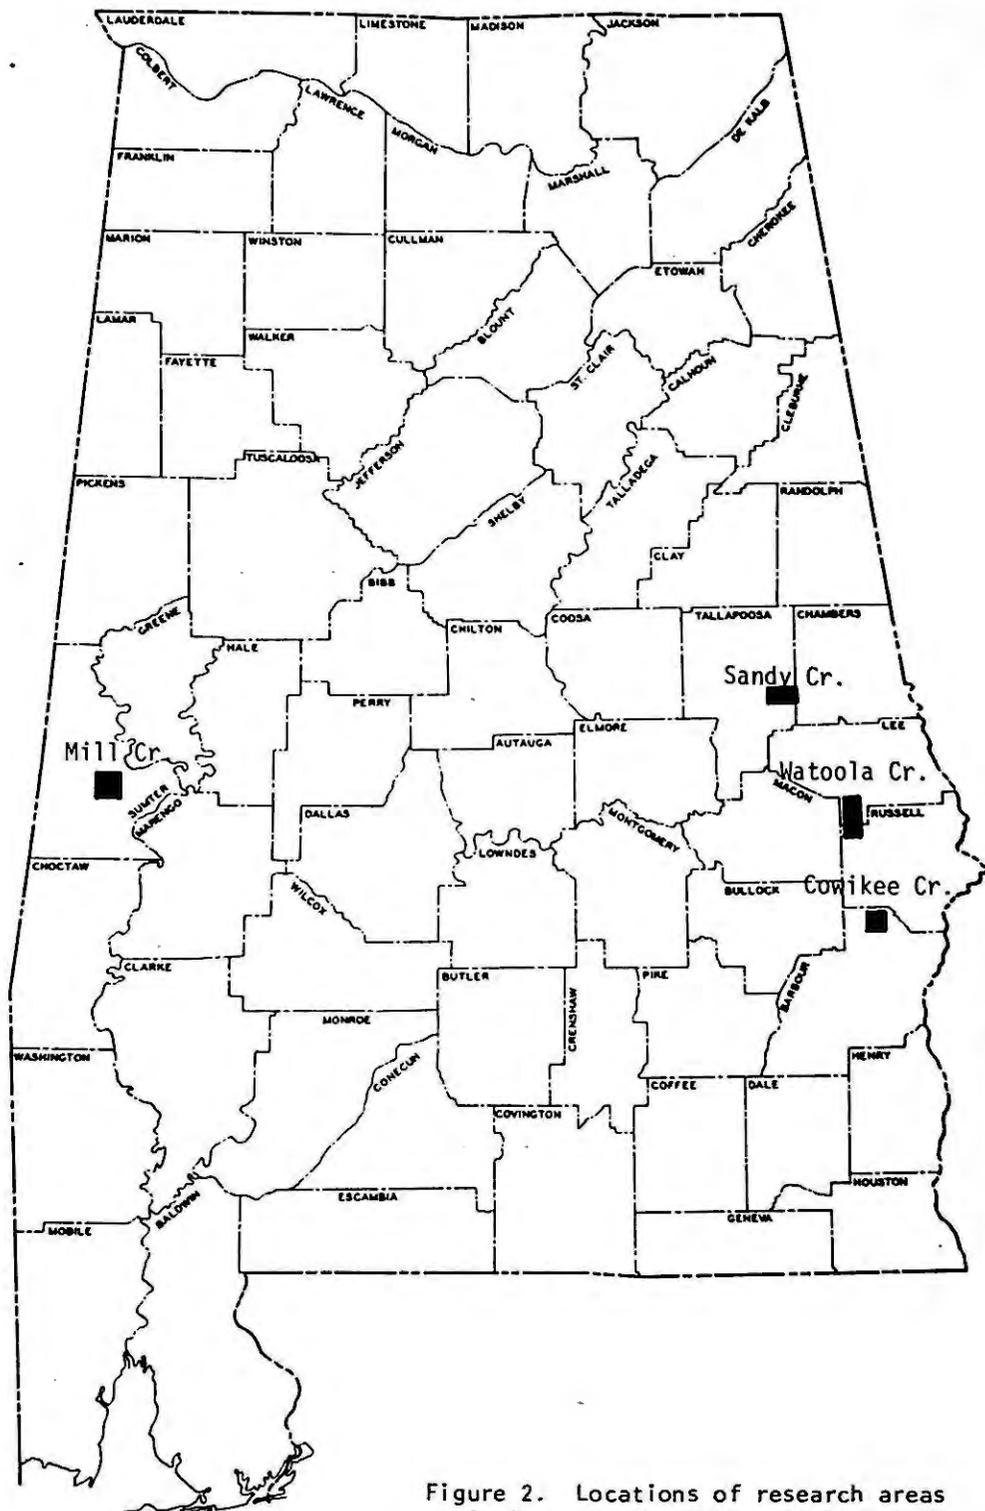 LAUDERDALE
LIMESTONE
MADISON
JACKSON
COLBERT
LAWRENCE
MORGAN
DE KALB
FRANKLIN
MARSHALL
CHEROKEE
MARION
WINSTON
CULLMAN
ETOWAH
LAMAR
WALKER
BLOUNT
FAYETTE
ST. CLAIR
CALHOUN
CLEBURNE
TUSCALOOSA
JEFFERSON
PICKENS
SHELBY
TALLADEGA
RANDOLPH
CLAY
BIBB
GREENE
HALE
CHILTON
COOSA
TALLAPOOSA
CHAMBERS
Sandy Cr.
PERRY
ELMORE
LEE
AUTAUGA
Mill Cr.
Watoola Cr.
SUMTER
MARENGO
MACON
DALLAS
MONTGOMERY
RUSSELL
LOWNDES
CHOCTAW
WILCOX
BULLOCK
Cowikee Cr.
CLARKE
BUTLER
PIKE
BARBOUR
MONROE
CRENSHAW
WASHINGTON
CONECUH
HENRY
COFFEE
DALE
COVINGTON
HOUSTON
ESCAMBIA
BALDWIN
MOBILE
GENEVA
Figure 2. Locations of research areas